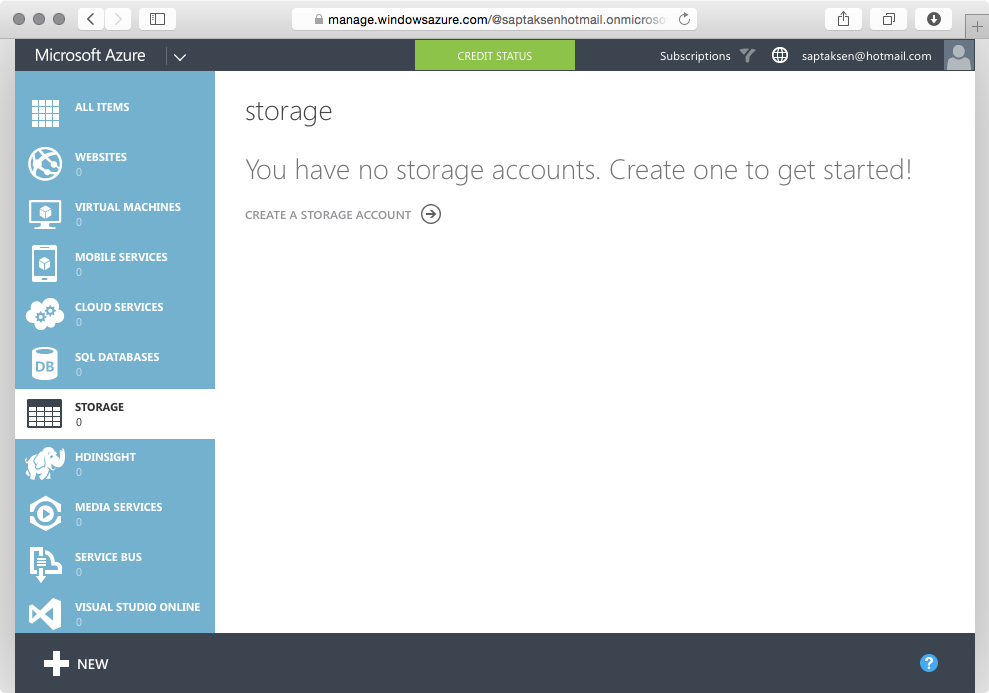 manage.windowsazure.com/@saptaksenhotmail.onmicroso
Microsoft Azure
CREDIT STATUS
Subscriptions
saptaksen@hotmail.com
ALL ITEMS
WEBSITES
0
VIRTUAL MACHINES
0
MOBILE SERVICES
0
CLOUD SERVICES
0
DB
SQL DATABASES
0
STORAGE
0
HDINSIGHT
0
MEDIA SERVICES
0
SERVICE BUS
0
VISUAL STUDIO ONLINE
0
storage
You have no storage accounts. Create one to get started!
CREATE A STORAGE ACCOUNT
NEW
?